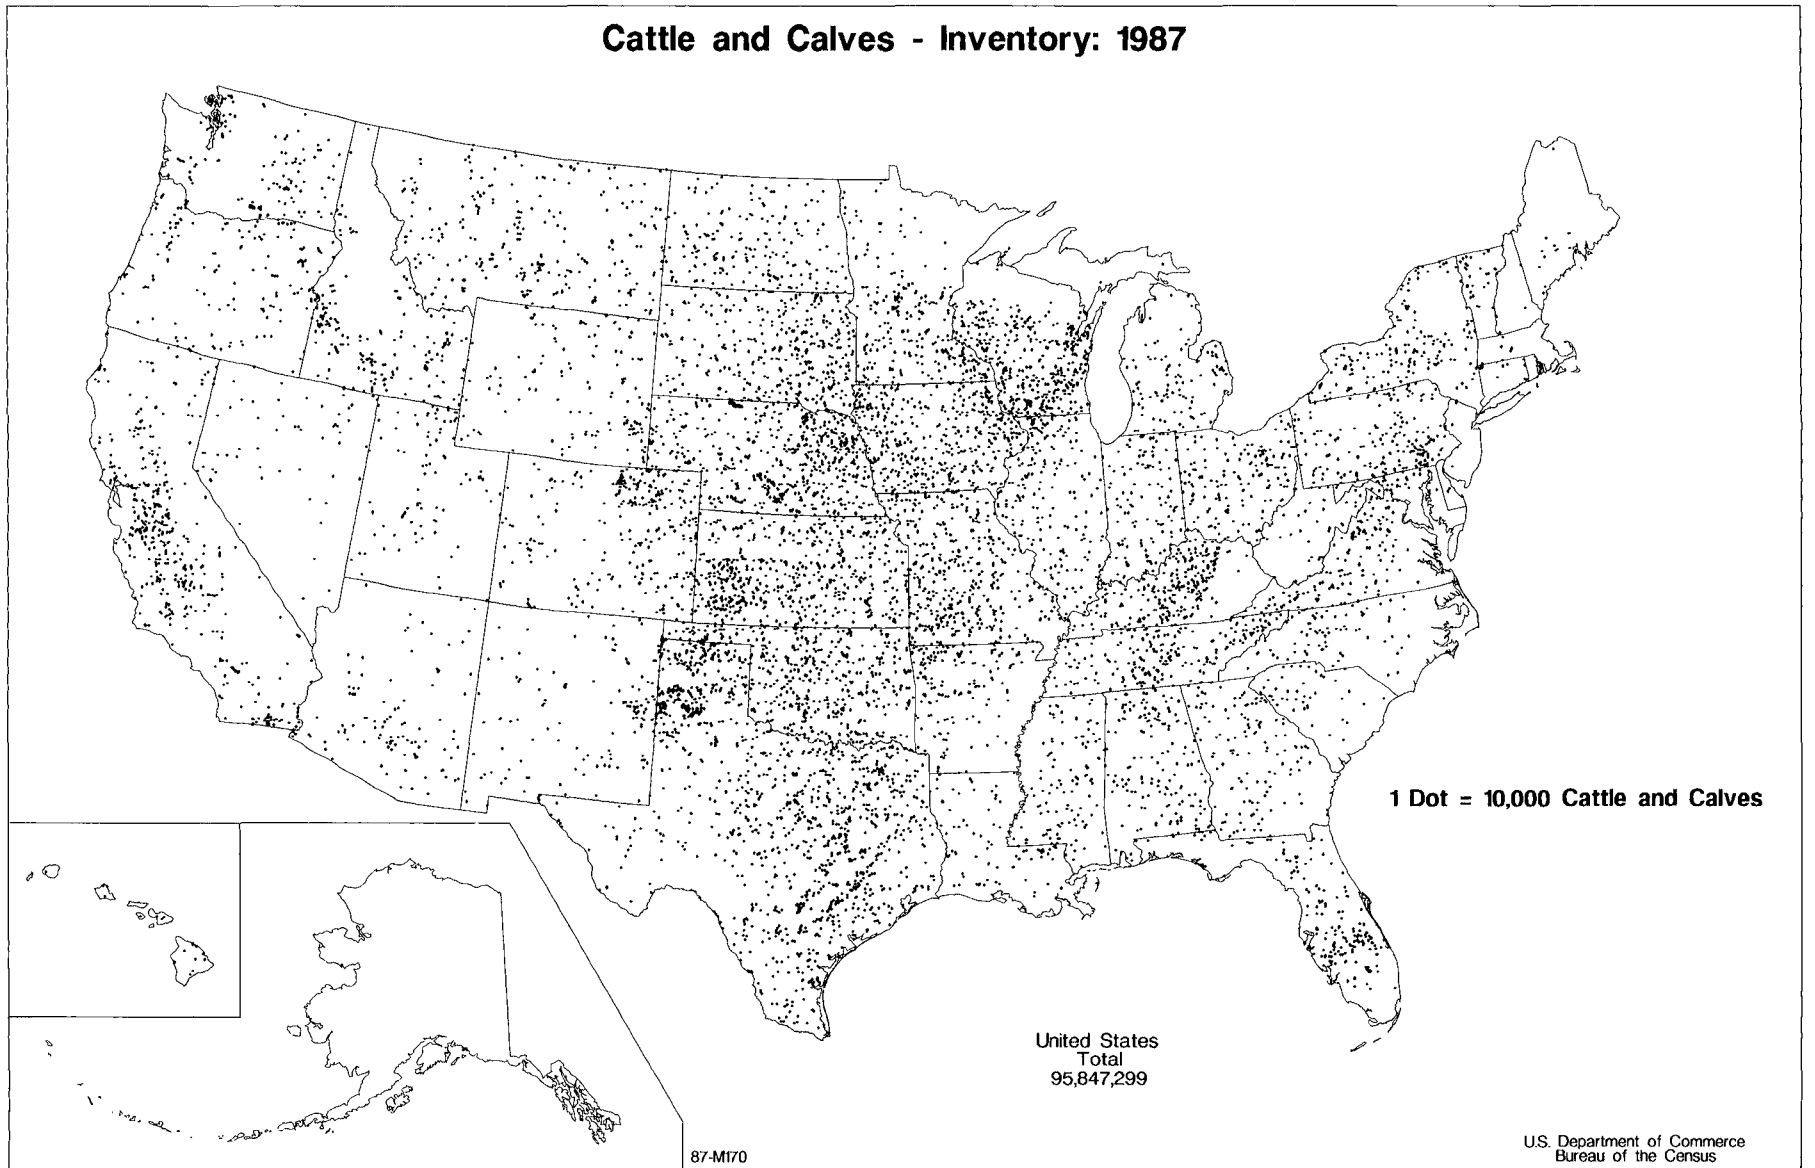 Cattle and Calves - Inventory: 1987
1 Dot = 10,000 Cattle and Calves
United States
Total
95,847,299
87-M170
U.S. Department of Commerce
Bureau of the Census